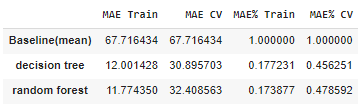 MAE Train MAE CV MAE% Train MAE% CV
Baseline(mean) 67.716434 67.716434 1.000000 1.000000
decision tree 12.001428 30.895703 0.177231 0.456251
random forest 11.774350 32.408563 0.173877 0.478592